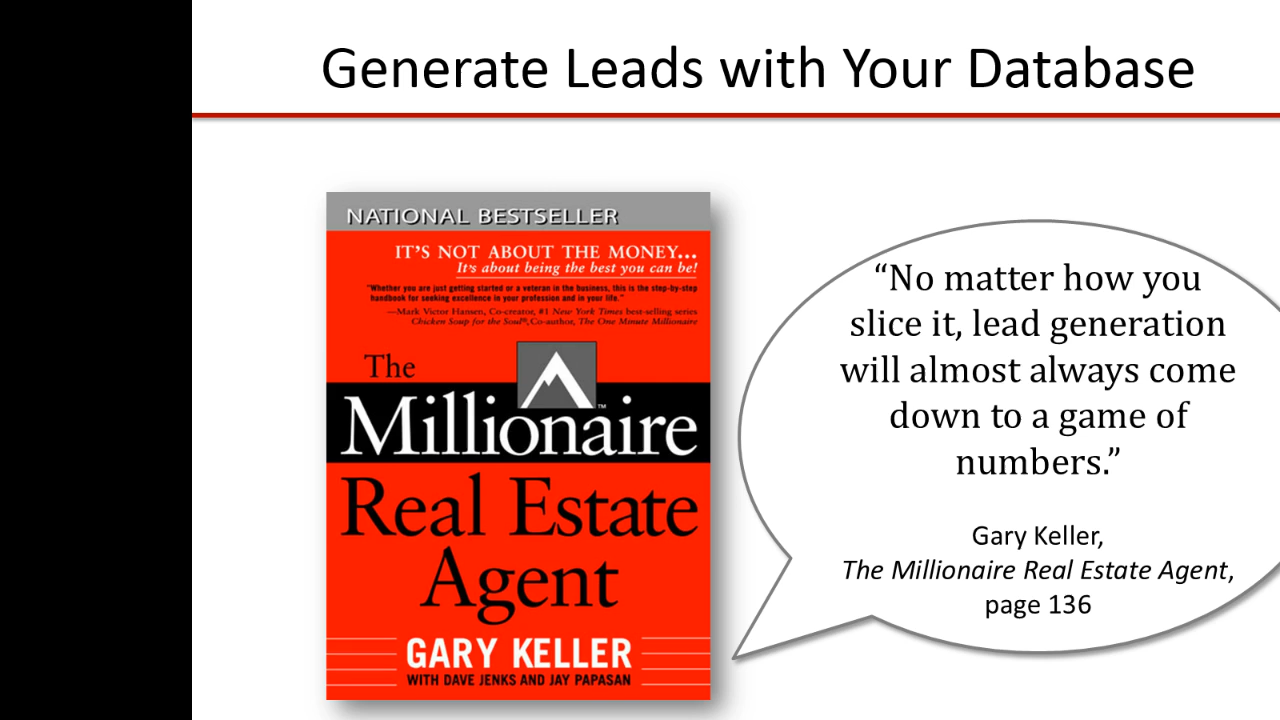 Generate Leads with Your Database
NATIONAL BESTSELLER
IT'S NOT ABOUT THE MONEY...
It's about being the best you can be!
"Whether you are just getting started or a veteran in the business, this is the step-by-step
handbook for seeking excellence in your profession and in your life."
—Mark Victor Hansen, Co-creator, #1 New York Times best-selling series
Chicken Soup for the Soul®, Co-author, The One Minute Millionaire
The
Millionaire
™
Real Estate
Agent
GARY KELLER
WITH DAVE JENKS AND JAY PAPASAN
“No matter how you
slice it, lead generation
will almost always come
down to a game of
numbers.”
Gary Keller,
The Millionaire Real Estate Agent,
page 136